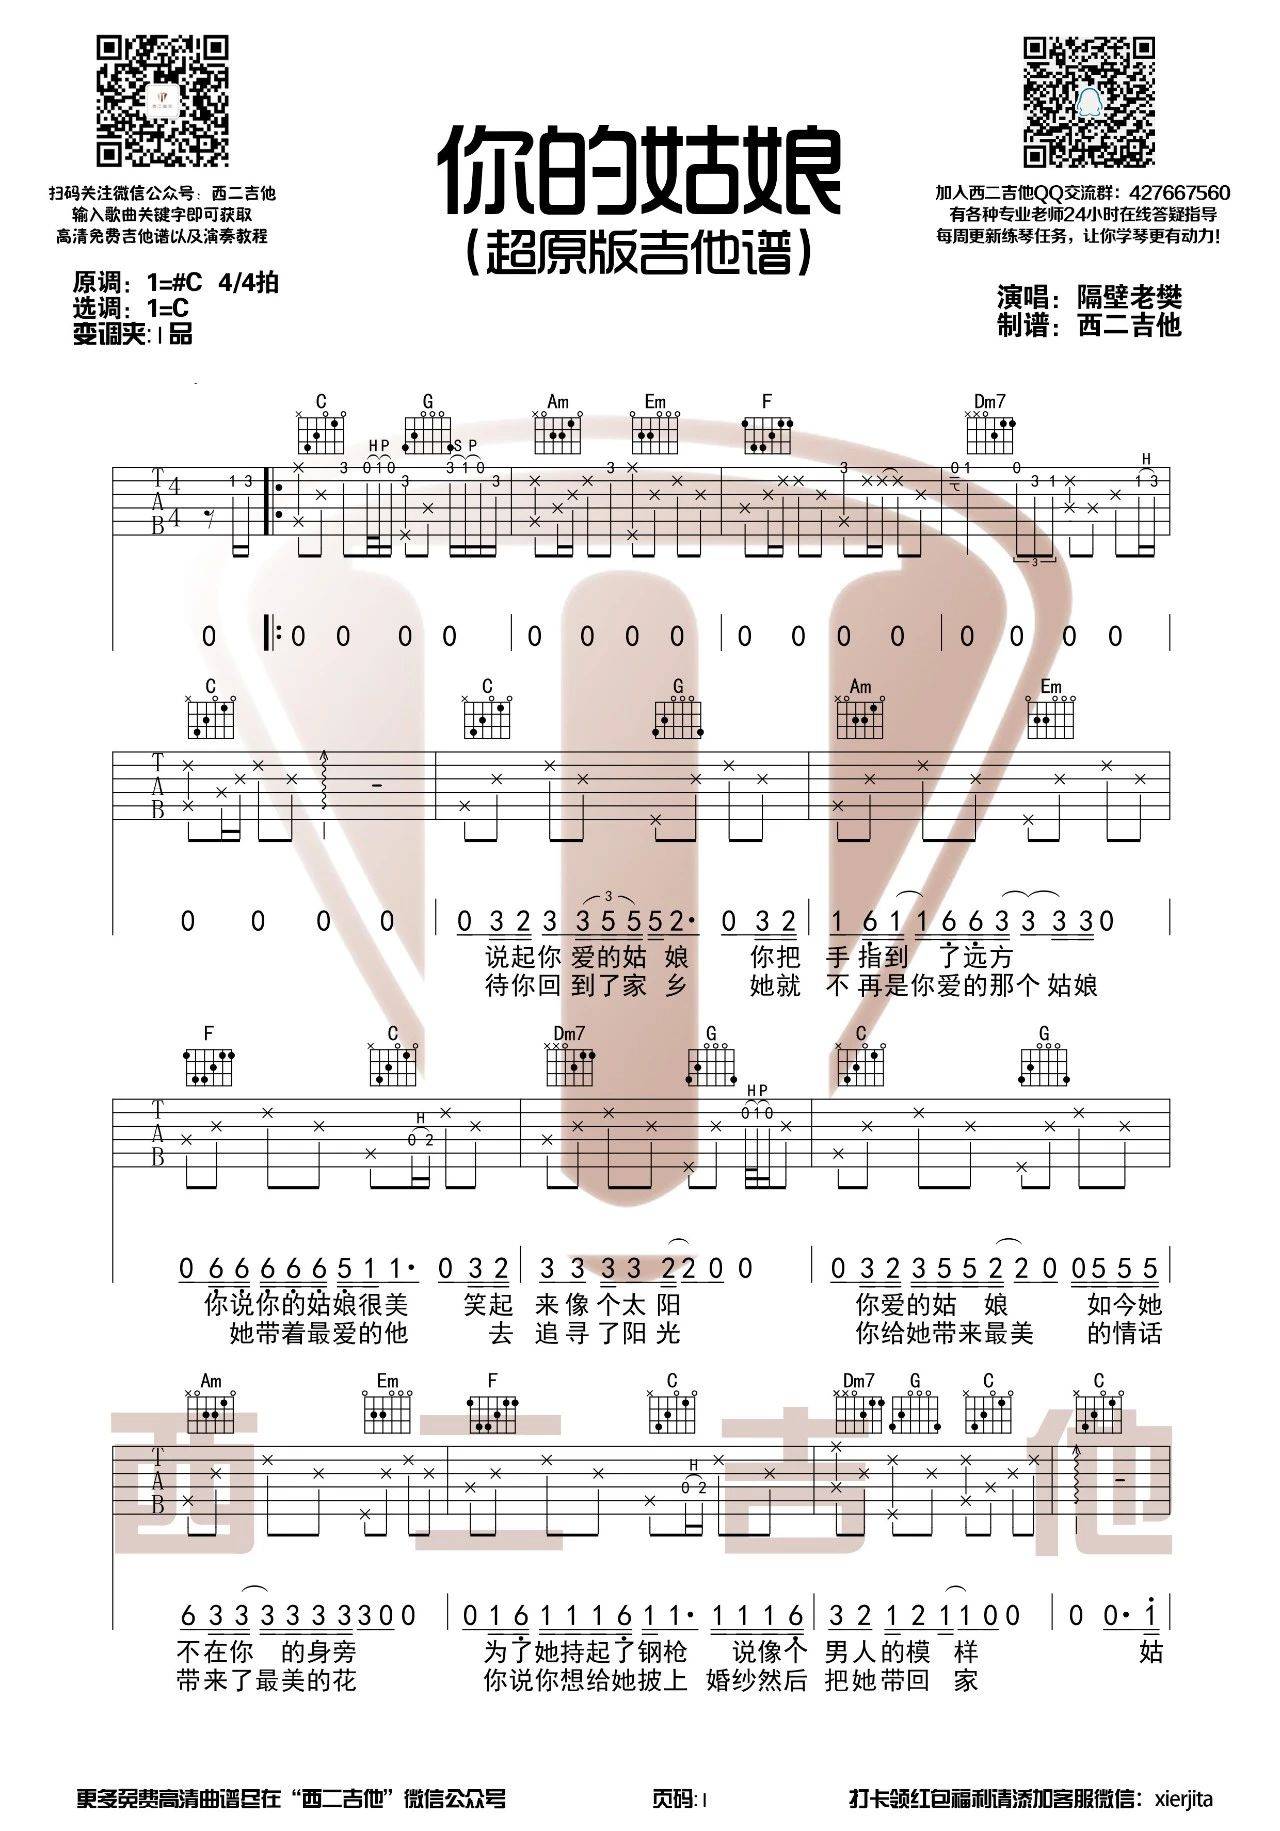 你的姑娘
(超原版吉他谱)
扫码关注微信公众号：西二吉他
输入歌曲关键字即可获取
高清免费吉他谱以及演奏教程
加入西二吉他QQ交流群：427667560
有各种专业老师24小时在线答疑指导
每周更新练琴任务，让你学琴更有动力！
原调：1=#C 4/4拍
选调：1=C
变调夹:1品
演唱：隔壁老樊
制谱：西二吉他
C G Am Em F Dm7
H P S P H
T A B 4 4
0 0 0 0 0 0 0 0 0 0 0 0 0 0 0 0 0
C C G Am Em
T A B
0 0 0 0 0 3 2 3 3 5 5 5 2· 0 3 2 1 6 1 1 6 6 3 3 3 3 0
说起你 爱的姑 娘 你把 手指到 了远方
待你回 到了家 乡 她就 不再是你爱的那个姑娘
F C Dm7 G C G
H H P
T A B
0 6 6 6 6 6 5 1 1· 0 3 2 3 3 3 3 2 2 0 0 0 3 2 3 5 5 2 2 0 0 5 5 5
你说你的姑娘很美 笑起 来像个太阳 你爱的姑 娘 如今她
她带着最爱的他 去 追寻了阳光 你给她带来最美 的情话
Am Em F C Dm7 G C C
H
T A B
6 3 3 3 3 3 3 3 0 0 0 1 6 1 1 1 6 1 1· 1 1 1 6 3 2 1 2 1 1 0 0 0 0· 1
不在你 的身旁 为了她持起了钢枪 说像个 男人的模样 姑
带来了最美的花 你说你想给她披上 婚纱然后 把她带回家
西二吉他
更多免费高清曲谱尽在“西二吉他”微信公众号
页码:1
打卡领红包福利请添加客服微信：xierjita